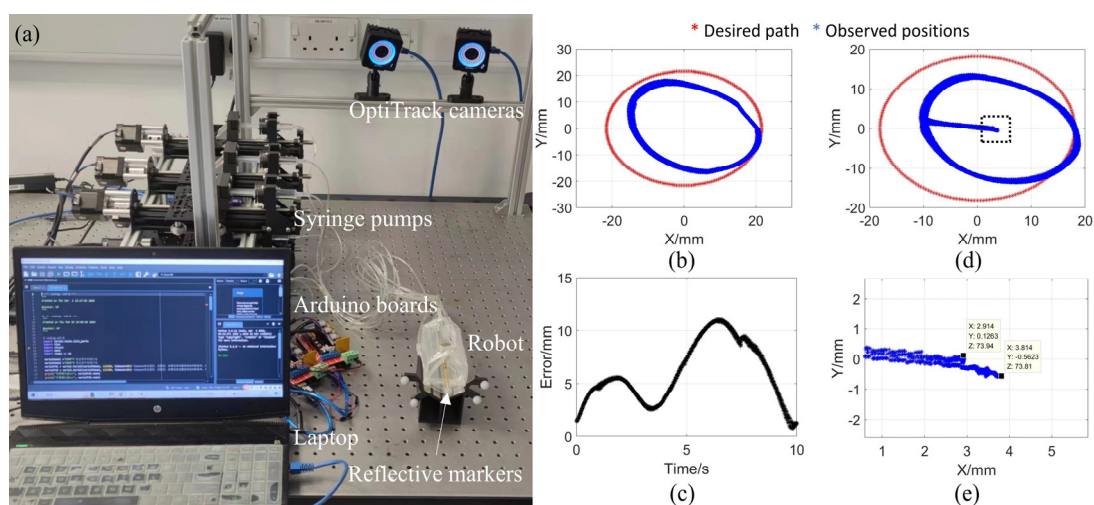 (a)
OptiTrack cameras
Syringe pumps
Arduino boards
Robot
Laptop
Reflective markers
* Desired path * Observed positions
Y/mm
30
20
10
0
-10
-20
-30
-20 0 20
X/mm
(b)
Y/mm
20
10
0
-10
-20
-20 -10 0 10 20
X/mm
(d)
Error/mm
15
10
5
0
0 5 10
Time/s
(c)
Y/mm
2
1
0
-1
-2
X: 2.914
Y: 0.1263
Z: 73.94
X: 3.814
Y: -0.5623
Z: 73.81
1 2 3 4 5
X/mm
(e)
hp